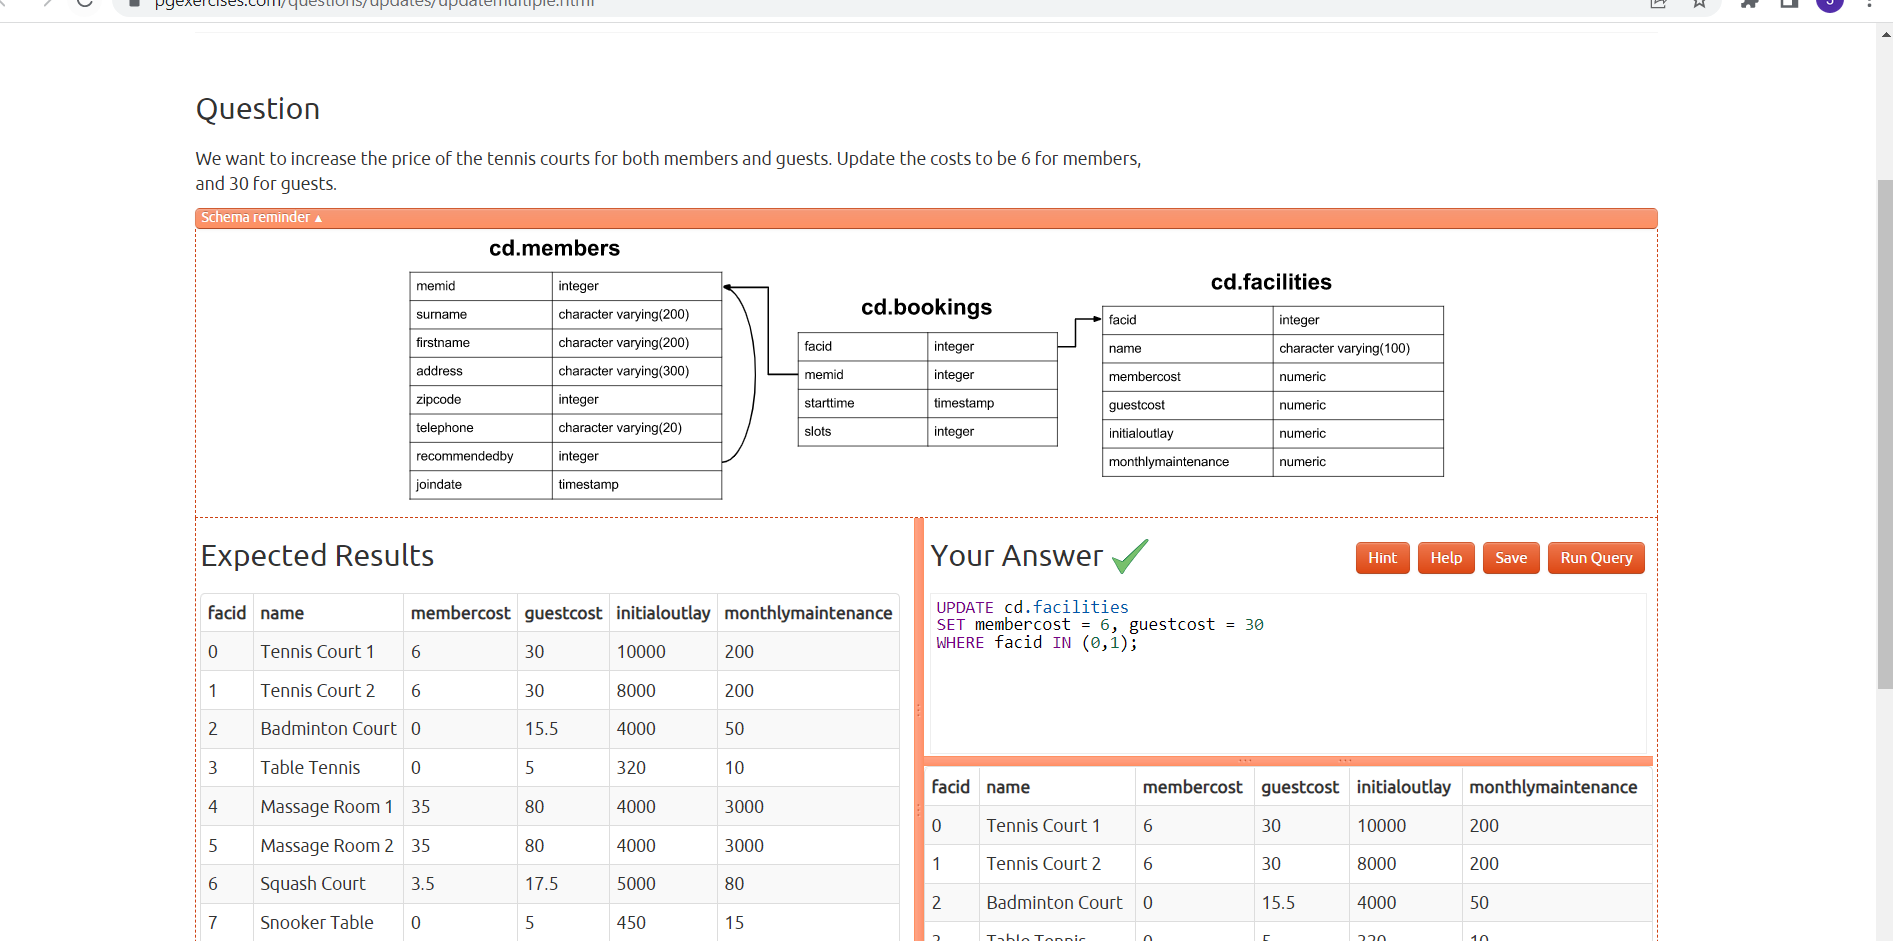 pgexercises.com/questions/updates/updatemultiple.html
Question
We want to increase the price of the tennis courts for both members and guests. Update the costs to be 6 for members,
and 30 for guests.
Schema reminder ▴
cd.members
memid integer
surname character varying(200)
firstname character varying(200)
address character varying(300)
zipcode integer
telephone character varying(20)
recommendedby integer
joindate timestamp
cd.bookings
facid integer
memid integer
starttime timestamp
slots integer
cd.facilities
facid integer
name character varying(100)
membercost numeric
guestcost numeric
initialoutlay numeric
monthlymaintenance numeric
Expected Results
facid name membercost guestcost initialoutlay monthlymaintenance
0 Tennis Court 1 6 30 10000 200
1 Tennis Court 2 6 30 8000 200
2 Badminton Court 0 15.5 4000 50
3 Table Tennis 0 5 320 10
4 Massage Room 1 35 80 4000 3000
5 Massage Room 2 35 80 4000 3000
6 Squash Court 3.5 17.5 5000 80
7 Snooker Table 0 5 450 15
Your Answer
Hint Help Save Run Query
UPDATE cd.facilities
SET membercost = 6, guestcost = 30
WHERE facid IN (0,1);
facid name membercost guestcost initialoutlay monthlymaintenance
0 Tennis Court 1 6 30 10000 200
1 Tennis Court 2 6 30 8000 200
2 Badminton Court 0 15.5 4000 50
3 Table Tennis 0 5 320 10